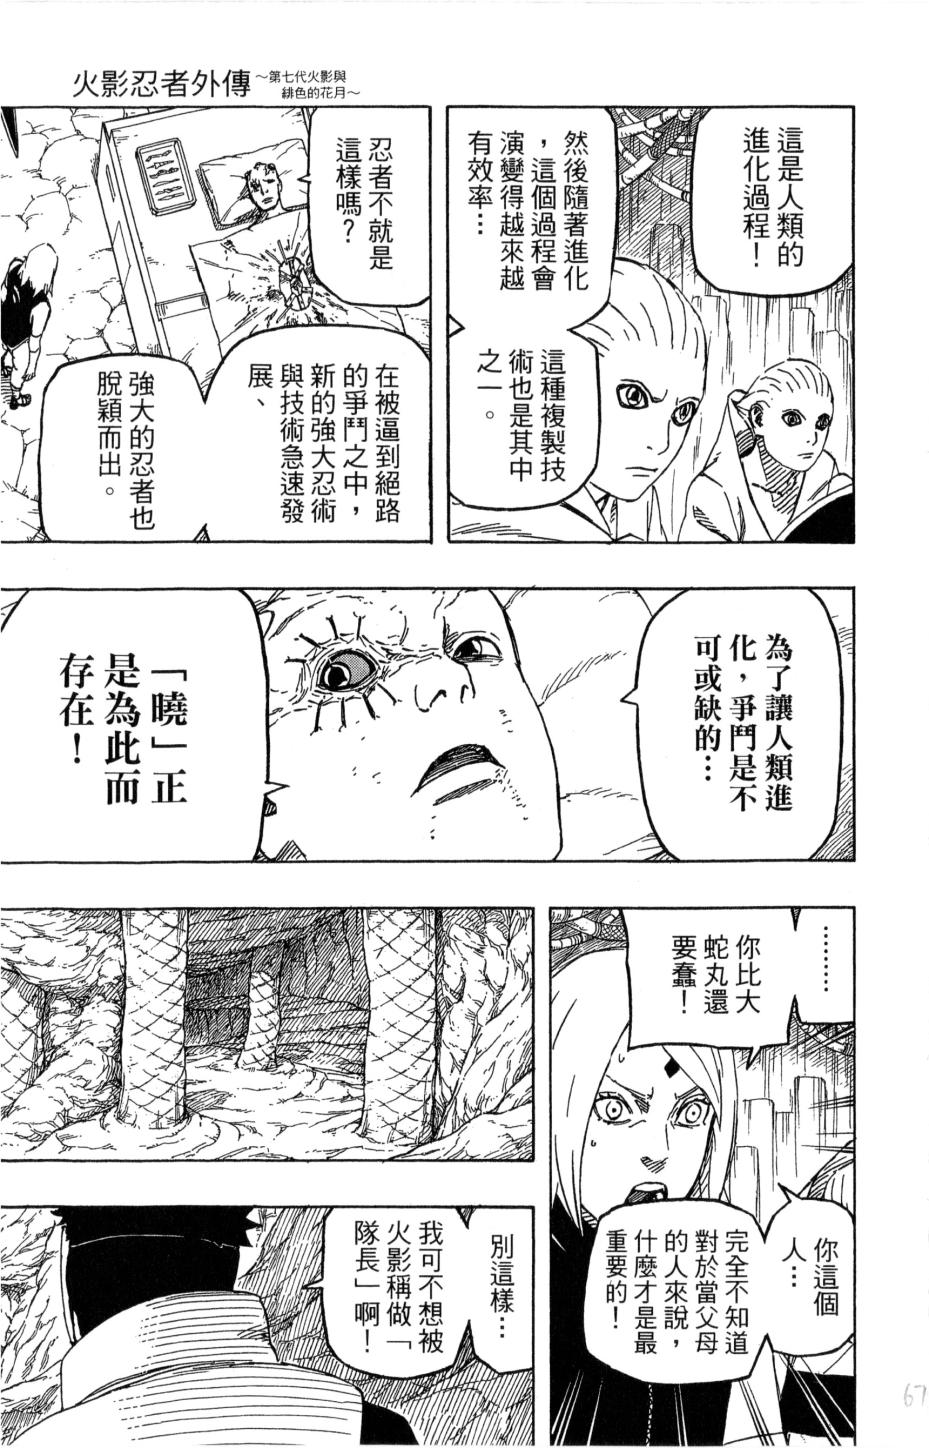 火影忍者外傳
～第七代火影與
緋色的花月～
這是人類的
進化過程！
然後隨著進化
，這個過程會
演變得越來越
有效率…
這種複製技
術也是其中
之一。
忍者不就是
這樣嗎？
在被逼到絕路
的爭鬥之中，
新的強大忍術
與技術急速發
展、
強大的忍者也
脫穎而出。
為了讓人類進
化，爭鬥是不
可或缺的…
「曉」正
是為此而
存在！
………
你比大
蛇丸還
要蠢！
你這個
人…
完全不知道
對於當父母
的人來說，
什麼才是最
重要的！
別這樣…
我可不想被
火影稱做「
隊長」啊！
67